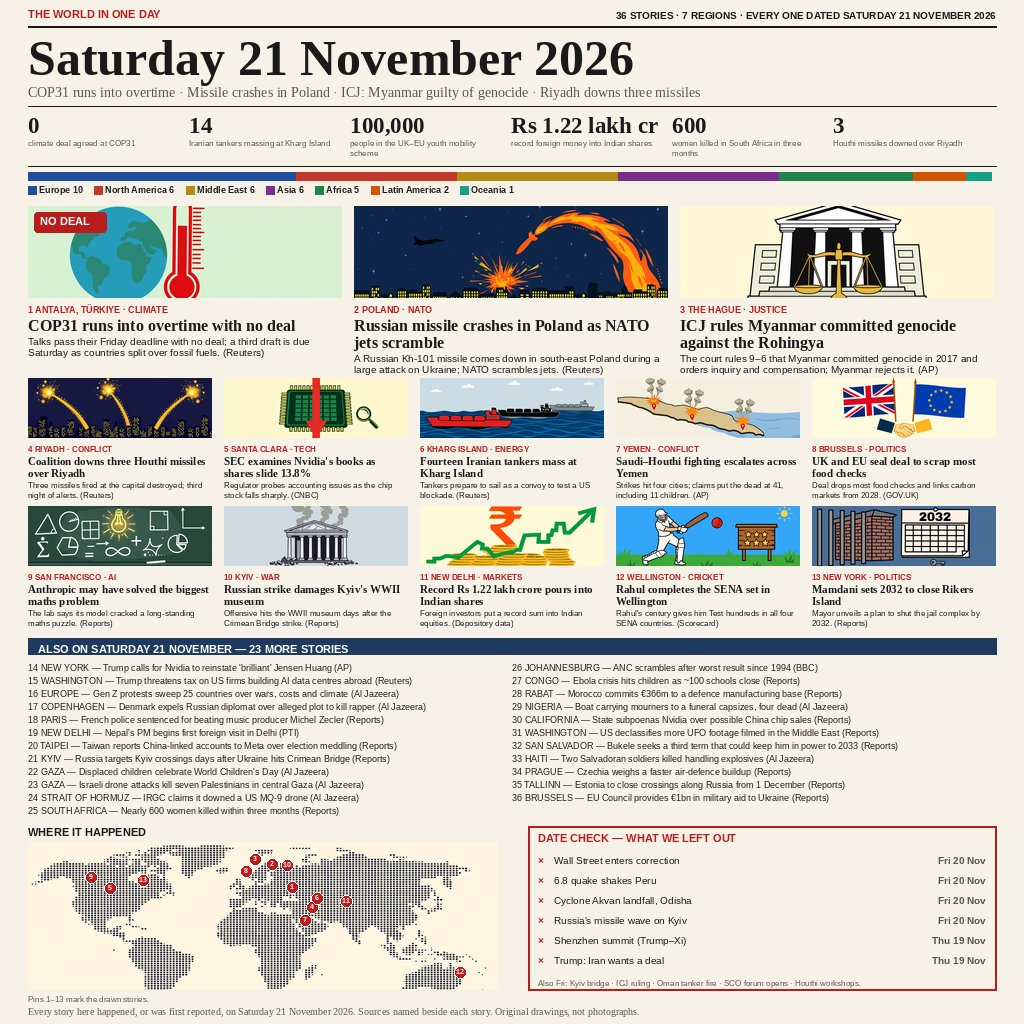 THE WORLD IN ONE DAY
36 STORIES · 7 REGIONS · EVERY ONE DATED SATURDAY 21 NOVEMBER 2026
Saturday 21 November 2026
COP31 runs into overtime · Missile crashes in Poland · ICJ: Myanmar guilty of genocide · Riyadh downs three missiles
0
climate deal agreed at COP31
14
Iranian tankers massing at Kharg Island
100,000
people in the UK–EU youth mobility
scheme
Rs 1.22 lakh cr
record foreign money into Indian shares
600
women killed in South Africa in three
months
3
Houthi missiles downed over Riyadh
Europe 10
North America 6
Middle East 6
Asia 6
Africa 5
Latin America 2
Oceania 1
NO DEAL
1 ANTALYA, TÜRKIYE · CLIMATE
COP31 runs into overtime with no deal
Talks pass their Friday deadline with no deal; a third draft is due
Saturday as countries split over fossil fuels. (Reuters)
2 POLAND · NATO
Russian missile crashes in Poland as NATO
jets scramble
A Russian Kh-101 missile comes down in south-east Poland during a
large attack on Ukraine; NATO scrambles jets. (Reuters)
3 THE HAGUE · JUSTICE
ICJ rules Myanmar committed genocide
against the Rohingya
The court rules 9–6 that Myanmar committed genocide in 2017 and
orders inquiry and compensation; Myanmar rejects it. (AP)
4 RIYADH · CONFLICT
Coalition downs three Houthi missiles
over Riyadh
Three missiles fired at the capital destroyed; third
night of alerts. (Reuters)
5 SANTA CLARA · TECH
SEC examines Nvidia's books as
shares slide 13.8%
Regulator probes accounting issues as the chip
stock falls sharply. (CNBC)
6 KHARG ISLAND · ENERGY
Fourteen Iranian tankers mass at
Kharg Island
Tankers prepare to sail as a convoy to test a US
blockade. (Reuters)
7 YEMEN · CONFLICT
Saudi–Houthi fighting escalates across
Yemen
Strikes hit four cities; claims put the dead at 41,
including 11 children. (AP)
8 BRUSSELS · POLITICS
UK and EU seal deal to scrap most
food checks
Deal drops most food checks and links carbon
markets from 2028. (GOV.UK)
9 SAN FRANCISCO · AI
Anthropic may have solved the biggest
maths problem
The lab says its model cracked a long-standing
maths puzzle. (Reports)
10 KYIV · WAR
Russian strike damages Kyiv's WWII
museum
Offensive hits the WWII museum days after the
Crimean Bridge strike. (Reports)
₹
11 NEW DELHI · MARKETS
Record Rs 1.22 lakh crore pours into
Indian shares
Foreign investors put a record sum into Indian
equities. (Depository data)
12 WELLINGTON · CRICKET
Rahul completes the SENA set in
Wellington
Rahul's century gives him Test hundreds in all four
SENA countries. (Scorecard)
2032
13 NEW YORK · POLITICS
Mamdani sets 2032 to close Rikers
Island
Mayor unveils a plan to shut the jail complex by
2032. (Reports)
ALSO ON SATURDAY 21 NOVEMBER — 23 MORE STORIES
14 NEW YORK — Trump calls for Nvidia to reinstate 'brilliant' Jensen Huang (AP)
15 WASHINGTON — Trump threatens tax on US firms building AI data centres abroad (Reuters)
16 EUROPE — Gen Z protests sweep 25 countries over wars, costs and climate (Al Jazeera)
17 COPENHAGEN — Denmark expels Russian diplomat over alleged plot to kill rapper (Al Jazeera)
18 PARIS — French police sentenced for beating music producer Michel Zecler (Reports)
19 NEW DELHI — Nepal's PM begins first foreign visit in Delhi (PTI)
20 TAIPEI — Taiwan reports China-linked accounts to Meta over election meddling (Reports)
21 KYIV — Russia targets Kyiv crossings days after Ukraine hits Crimean Bridge (Reports)
22 GAZA — Displaced children celebrate World Children's Day (Al Jazeera)
23 GAZA — Israeli drone attacks kill seven Palestinians in central Gaza (Al Jazeera)
24 STRAIT OF HORMUZ — IRGC claims it downed a US MQ-9 drone (Al Jazeera)
25 SOUTH AFRICA — Nearly 600 women killed within three months (Reports)
26 JOHANNESBURG — ANC scrambles after worst result since 1994 (BBC)
27 CONGO — Ebola crisis hits children as ~100 schools close (Reports)
28 RABAT — Morocco commits €366m to a defence manufacturing base (Reports)
29 NIGERIA — Boat carrying mourners to a funeral capsizes, four dead (Al Jazeera)
30 CALIFORNIA — State subpoenas Nvidia over possible China chip sales (Reports)
31 WASHINGTON — US declassifies more UFO footage filmed in the Middle East (Reports)
32 SAN SALVADOR — Bukele seeks a third term that could keep him in power to 2033 (Reports)
33 HAITI — Two Salvadoran soldiers killed handling explosives (Al Jazeera)
34 PRAGUE — Czechia weighs a faster air-defence buildup (Reports)
35 TALLINN — Estonia to close crossings along Russia from 1 December (Reports)
36 BRUSSELS — EU Council provides €1bn in military aid to Ukraine (Reports)
WHERE IT HAPPENED
3
2
10
8
9
5
13
1
6
4
11
7
12
Pins 1–13 mark the drawn stories.
DATE CHECK — WHAT WE LEFT OUT
× Wall Street enters correction Fri 20 Nov
× 6.8 quake shakes Peru Fri 20 Nov
× Cyclone Akvan landfall, Odisha Fri 20 Nov
× Russia's missile wave on Kyiv Fri 20 Nov
× Shenzhen summit (Trump–Xi) Thu 19 Nov
× Trump: Iran wants a deal Thu 19 Nov
Also Fri: Kyiv bridge · ICJ ruling · Oman tanker fire · SCO forum opens · Houthi workshops.
Every story here happened, or was first reported, on Saturday 21 November 2026. Sources named beside each story. Original drawings, not photographs.